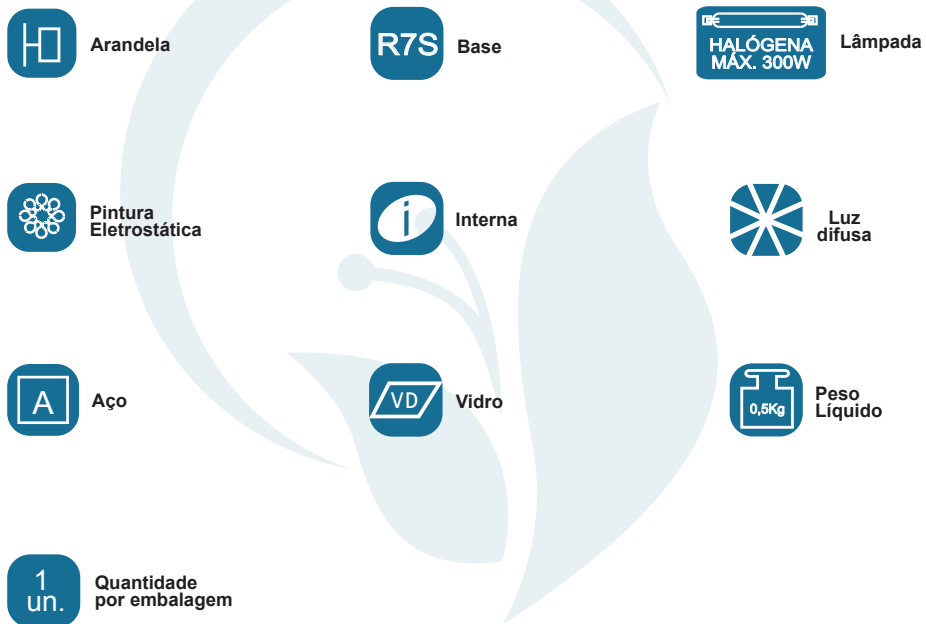 Arandela
R7S
Base
HALÓGENA
MÁX. 300W
Lâmpada
Pintura
Eletrostática
i
Interna
Luz
difusa
A
Aço
VD
Vidro
0,5Kg
Peso
Líquido
1
un.
Quantidade
por embalagem